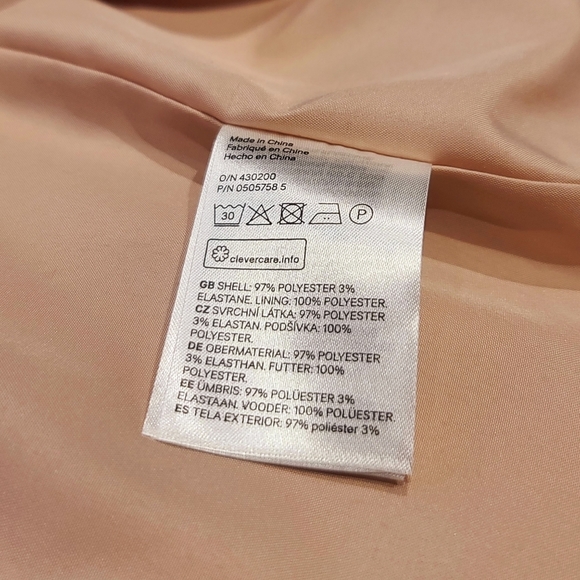 Made in China
Fabriqué en Chine
Hecho en China
O/N 430200
P/N 0505758 5
30 P
clevercare.info
GB SHELL: 97% POLYESTER 3%
ELASTANE. LINING: 100% POLYESTER.
CZ SVRCHNÍ LÁTKA: 97% POLYESTER
3% ELASTAN. PODŠÍVKA: 100%
POLYESTER.
DE OBERMATERIAL: 97% POLYESTER
3% ELASTHAN. FUTTER: 100%
POLYESTER.
EE ÜMBRIS: 97% POLÜESTER 3%
ELASTAAN. VOODER: 100% POLÜESTER.
ES TELA EXTERIOR: 97% poliéster 3%